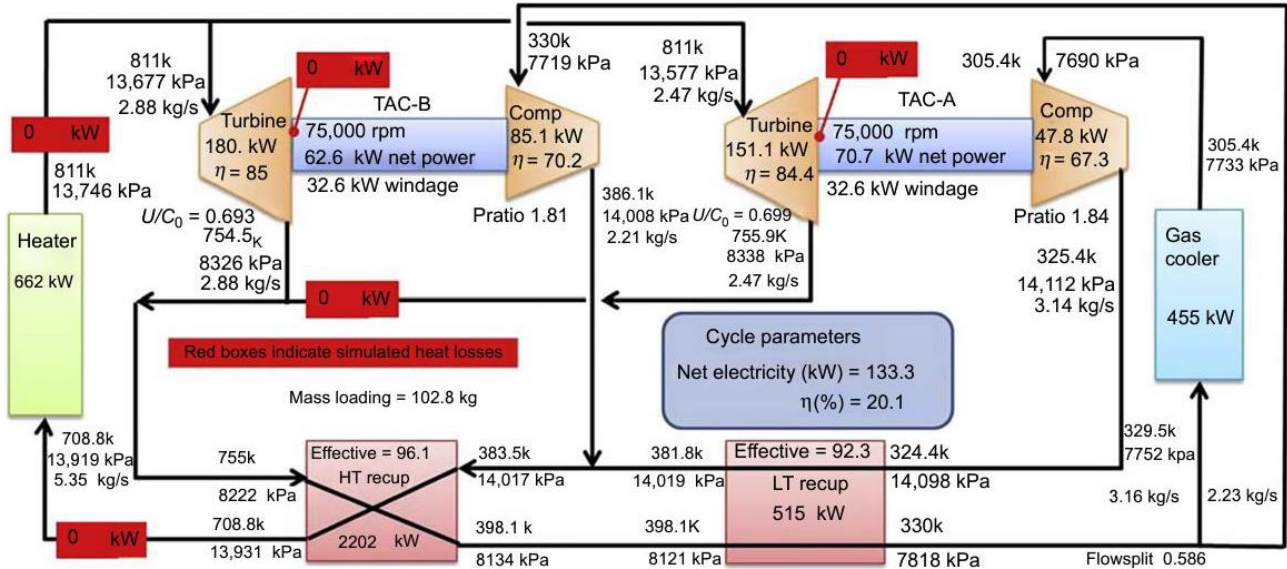 811k
13,677 kPa
2.88 kg/s
0 kW
330k
7719 kPa
811k
13,577 kPa
2.47 kg/s
0 kW
305.4k
7690 kPa
0 kW
811k
13,746 kPa
Turbine
180. kW
η = 85
TAC-B
75,000 rpm
62.6 kW net power
32.6 kW windage
Comp
85.1 kW
η = 70.2
Pratio 1.81
Turbine
151.1 kW
η = 84.4
TAC-A
75,000 rpm
70.7 kW net power
32.6 kW windage
Comp
47.8 kW
η = 67.3
Pratio 1.84
305.4k
7733 kPa
Heater
662 kW
U/C0 = 0.693
754.5K
8326 kPa
2.88 kg/s
386.1k
14,008 kPa
2.21 kg/s
U/C0 = 0.699
755.9K
8338 kPa
2.47 kg/s
325.4k
14,112 kPa
3.14 kg/s
Gas
cooler
455 kW
0 kW
Red boxes indicate simulated heat losses
Mass loading = 102.8 kg
Cycle parameters
Net electricity (kW) = 133.3
η(%) = 20.1
708.8k
13,919 kPa
5.35 kg/s
755k
8222 kPa
Effective = 96.1
HT recup
2202 kW
383.5k
14,017 kPa
381.8k
14,019 kPa
Effective = 92.3
LT recup
515 kW
324.4k
14,098 kPa
329.5k
7752 kpa
3.16 kg/s
2.23 kg/s
0 kW
708.8k
13,931 kPa
398.1 k
8134 kPa
398.1K
8121 kPa
330k
7818 kPa
Flowsplit 0.586